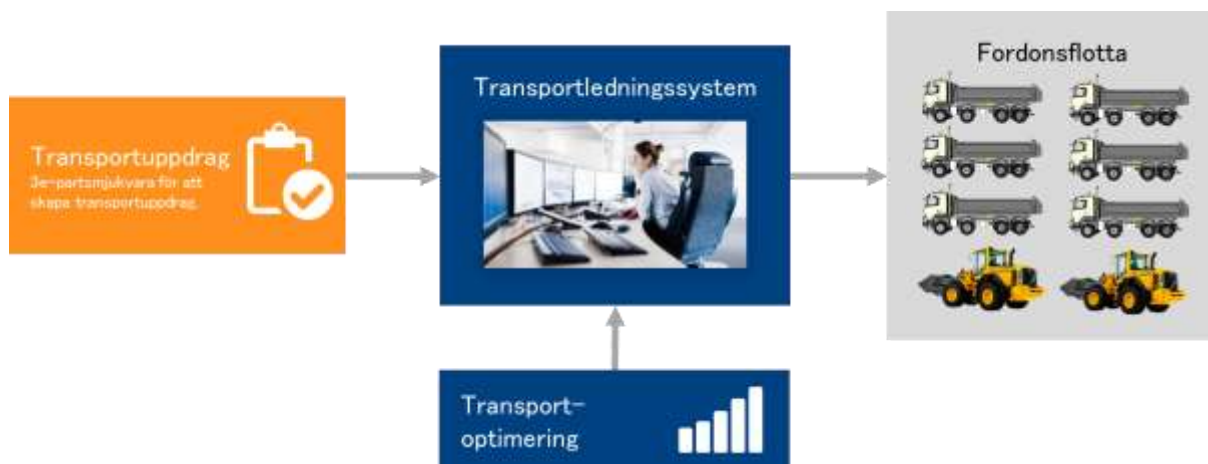 Transportuppdrag
3e-partsmjukvara för att
skapa transportuppdrag.
Transportledningssystem
Fordonsflotta
Transport-
optimering